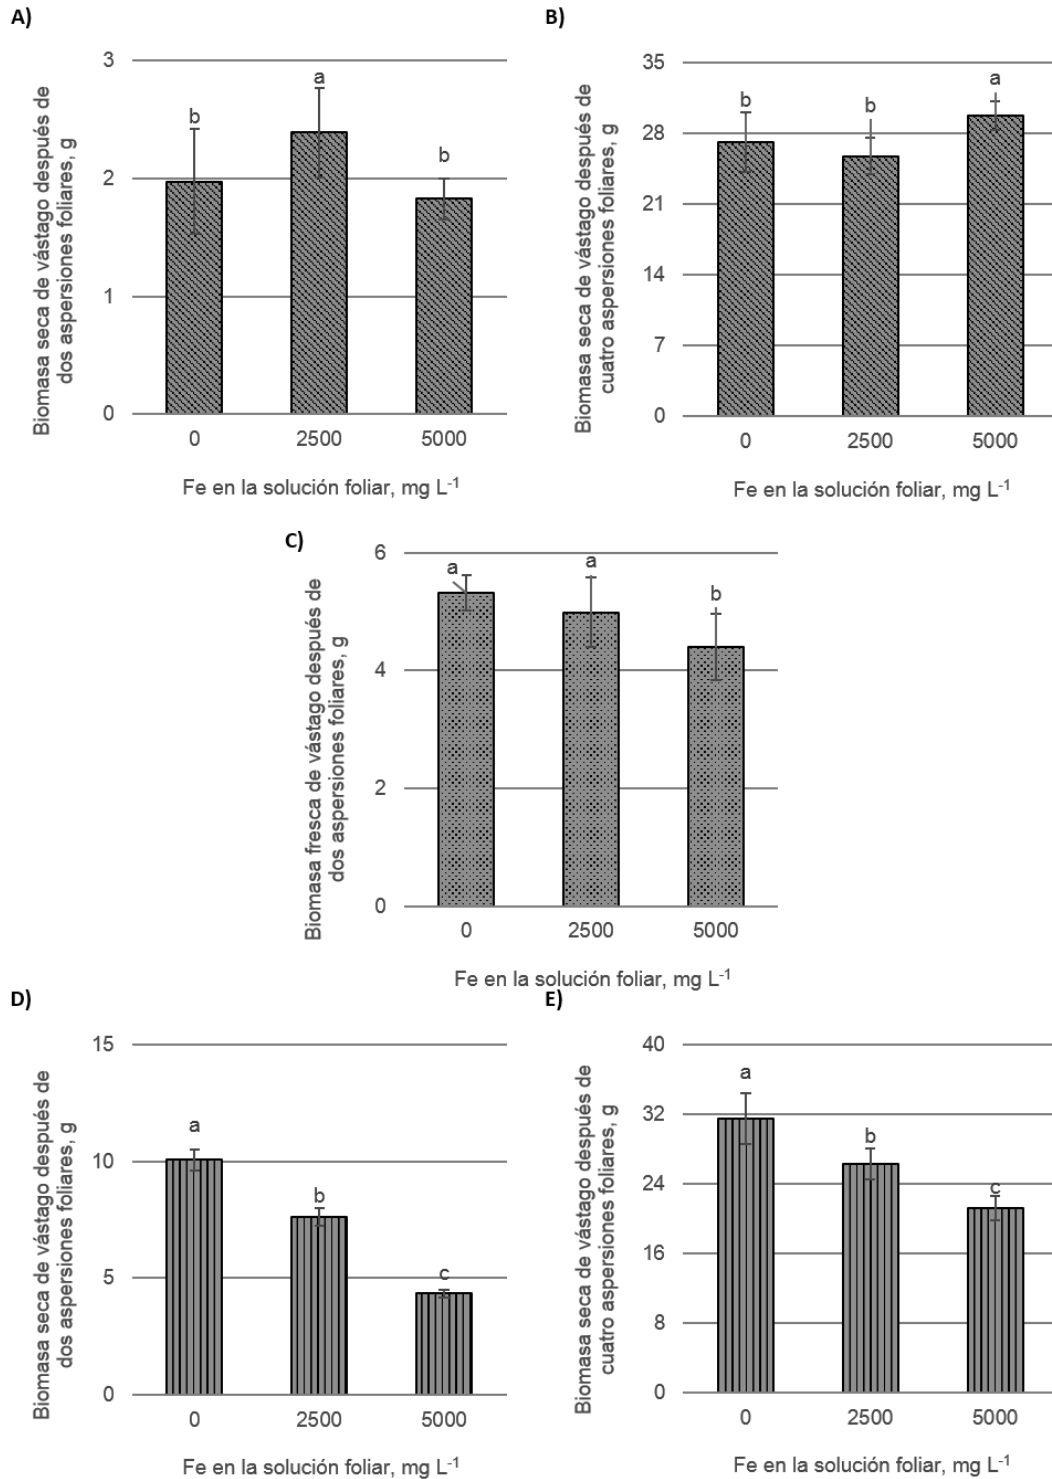 A)
Biomasa seca de vástago después de
dos aspersiones foliares, g
3
2
1
0
b
a
b
0 2500 5000
Fe en la solución foliar, mg L⁻¹
B)
Biomasa seca de vástago después de
cuatro aspersiones foliares, g
35
28
21
14
7
0
b
b
a
0 2500 5000
Fe en la solución foliar, mg L⁻¹
C)
Biomasa fresca de vástago después de
dos aspersiones foliares, g
6
4
2
0
a
a
b
0 2500 5000
Fe en la solución foliar, mg L⁻¹
D)
Biomasa seca de vástago después de
dos aspersiones foliares, g
15
10
5
0
a
b
c
0 2500 5000
Fe en la solución foliar, mg L⁻¹
E)
Biomasa seca de vástago después de
cuatro aspersiones foliares, g
40
32
24
16
8
0
a
b
c
0 2500 5000
Fe en la solución foliar, mg L⁻¹